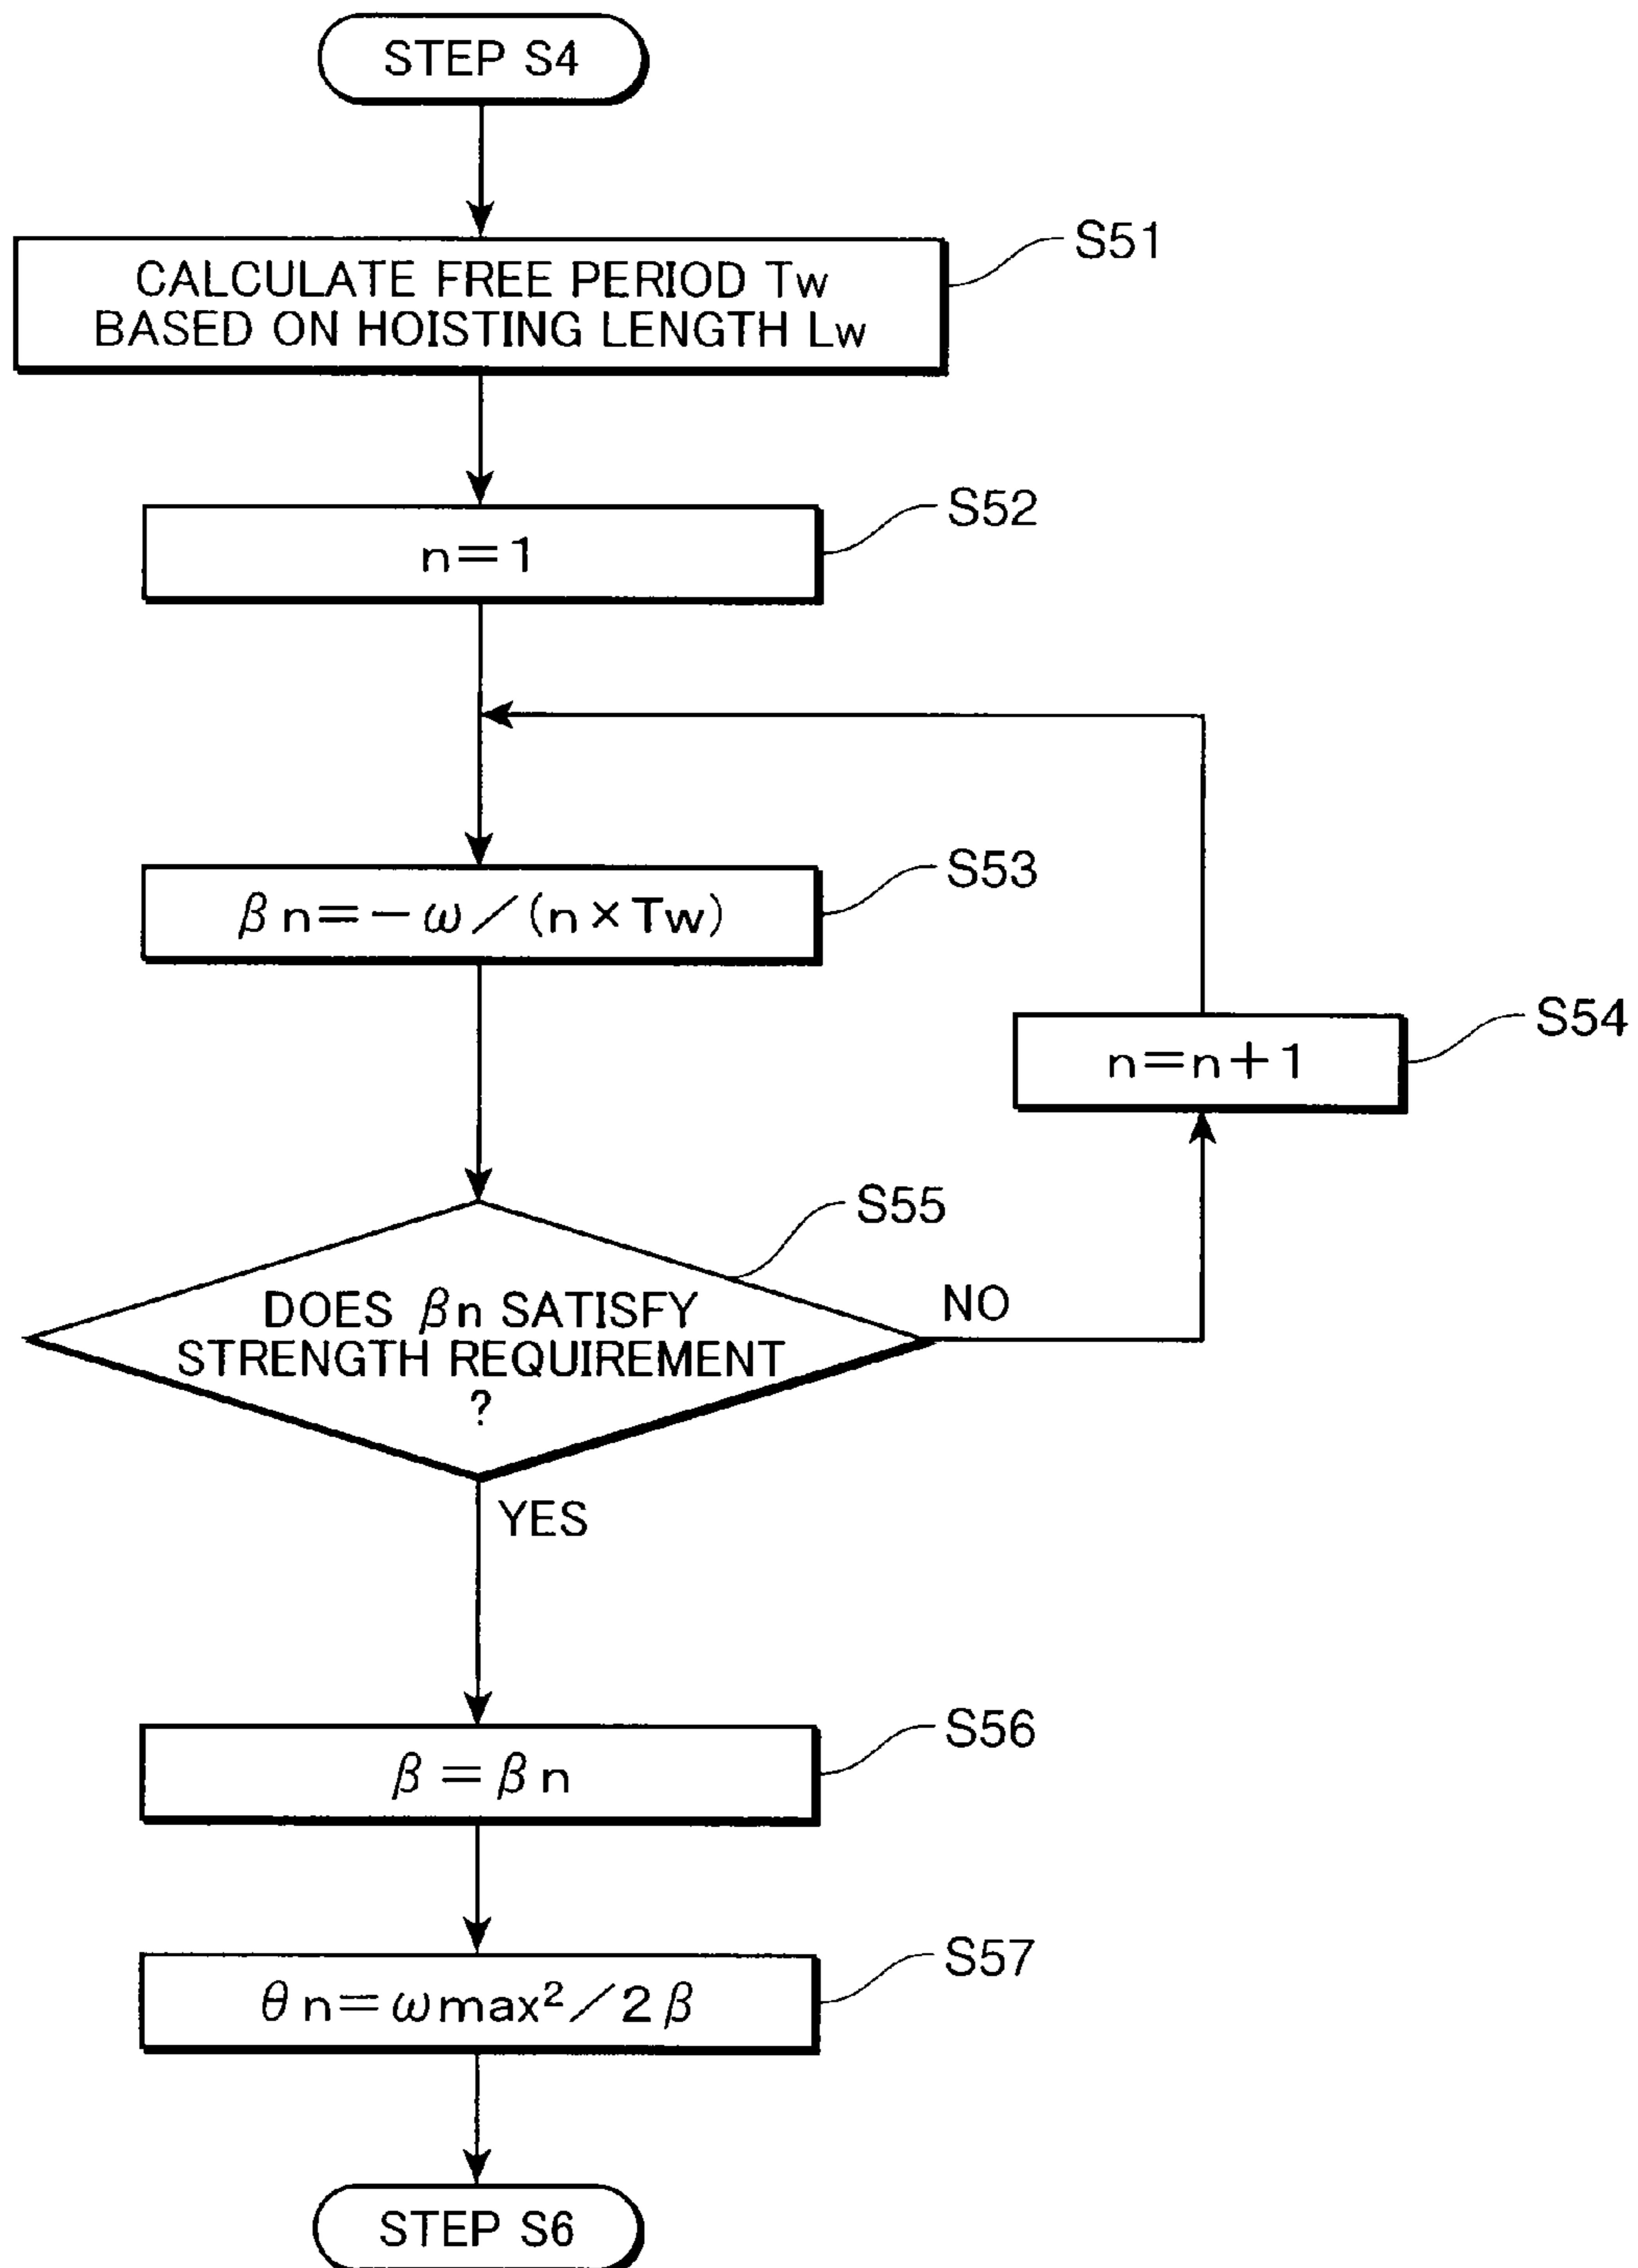 STEP S4
S51
CALCULATE FREE PERIOD Tw
BASED ON HOISTING LENGTH Lw
S52
n=1
S53
βn=-ω/(n×Tw)
S54
n=n+1
S55
DOES βn SATISFY
STRENGTH REQUIREMENT
?
NO
YES
S56
β=βn
S57
θn=ωmax²/2β
STEP S6